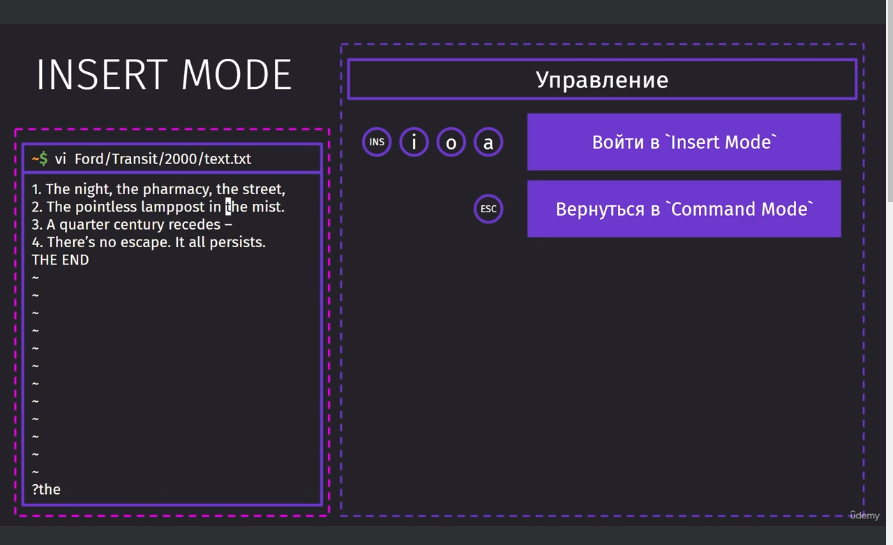 INSERT MODE
~$ vi Ford/Transit/2000/text.txt
1. The night, the pharmacy, the street,
2. The pointless lamppost in the mist.
3. A quarter century recedes –
4. There’s no escape. It all persists.
THE END
~
~
~
~
~
~
~
~
~
~
~
~
?the
Управление
INS i o a
Войти в `Insert Mode`
ESC
Вернуться в `Command Mode`
ûdemy